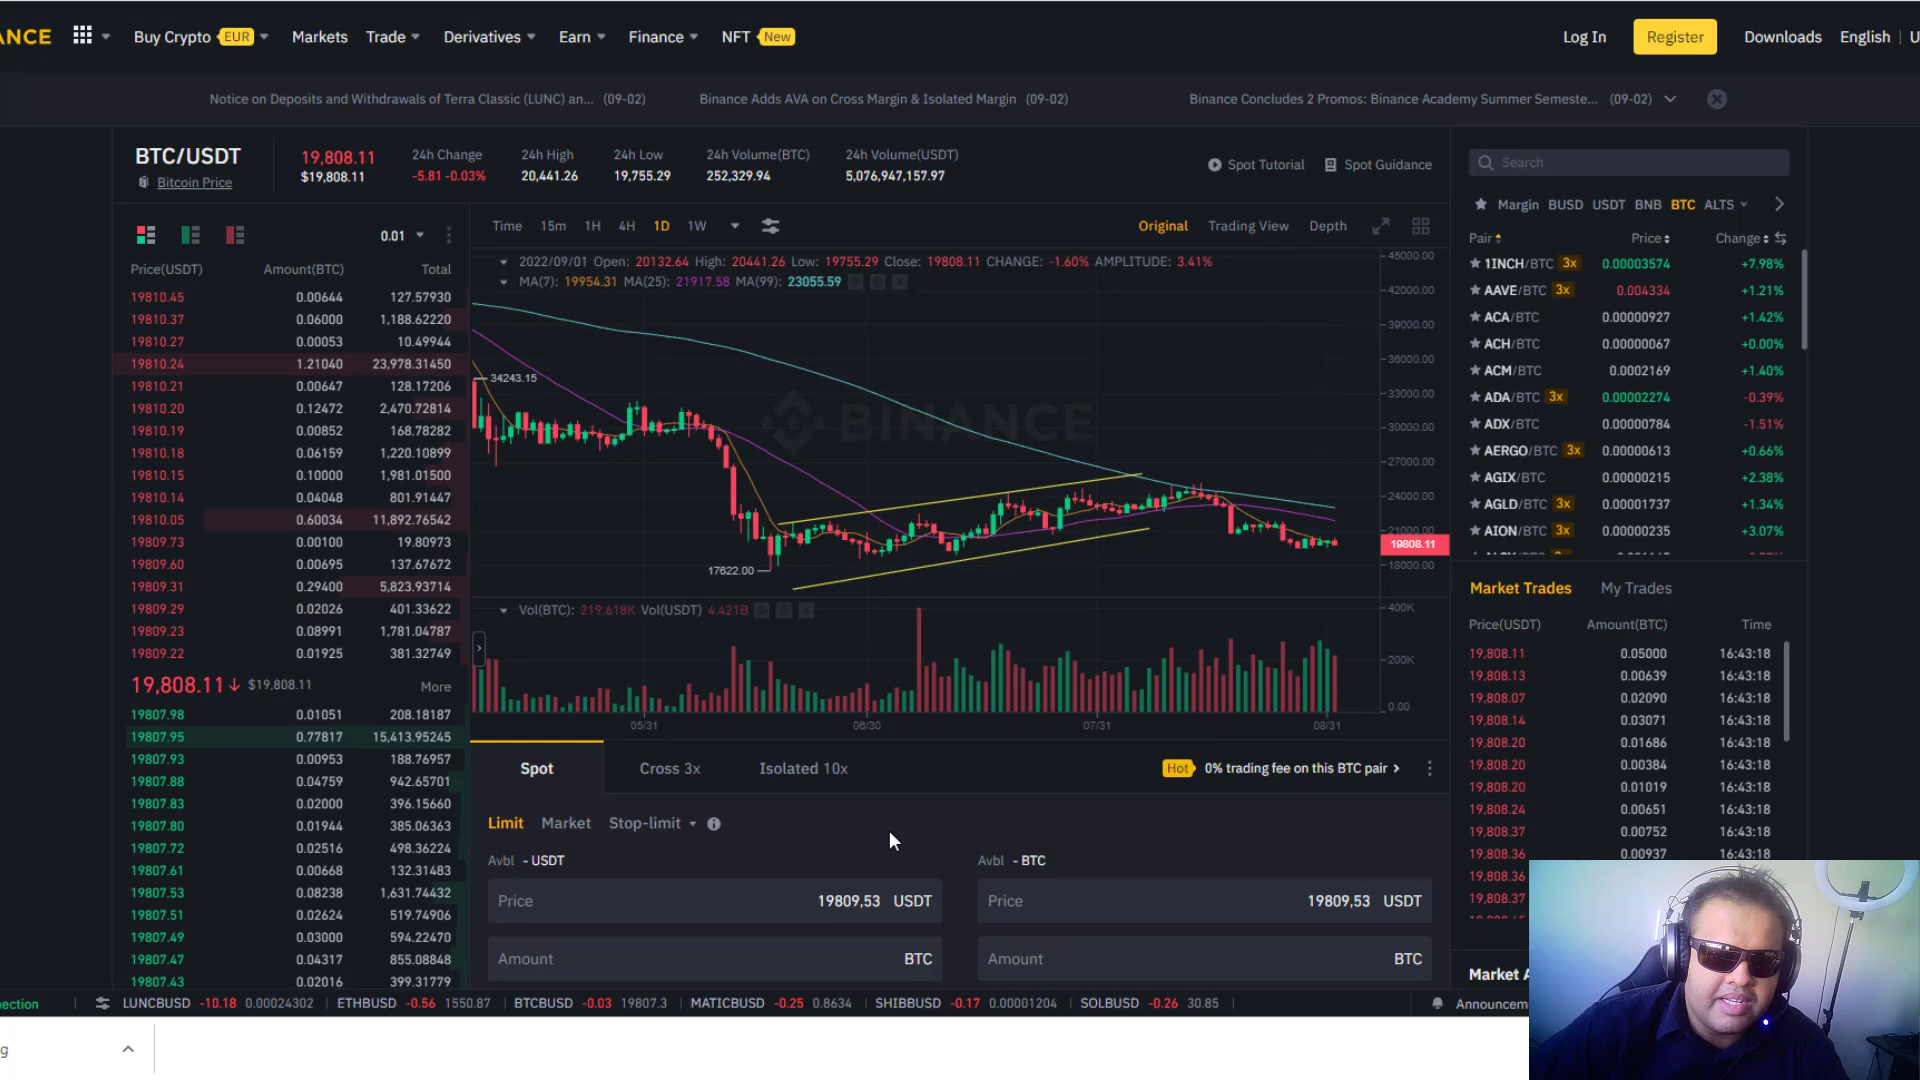 NCE
Buy Crypto EUR
Markets
Trade
Derivatives
Earn
Finance
NFT New
Log In
Register
Downloads
English
Notice on Deposits and Withdrawals of Terra Classic (LUNC) an... (09-02)
Binance Adds AVA on Cross Margin & Isolated Margin (09-02)
Binance Concludes 2 Promos: Binance Academy Summer Semeste... (09-02)
BTC/USDT
Bitcoin Price
19,808.11
$19,808.11
24h Change
-5.81 -0.03%
24h High
20,441.26
24h Low
19,755.29
24h Volume(BTC)
252,329.94
24h Volume(USDT)
5,076,947,157.97
Spot Tutorial
Spot Guidance
0.01
Price(USDT) Amount(BTC) Total
19810.45 0.00644 127.57930
19810.37 0.06000 1,188.62220
19810.27 0.00053 10.49944
19810.24 1.21040 23,978.31450
19810.21 0.00647 128.17206
19810.20 0.12472 2,470.72814
19810.19 0.00852 168.78282
19810.18 0.06159 1,220.10899
19810.15 0.10000 1,981.01500
19810.14 0.04048 801.91447
19810.05 0.60034 11,892.76542
19809.73 0.00100 19.80973
19809.60 0.00695 137.67672
19809.31 0.29400 5,823.93714
19809.29 0.02026 401.33622
19809.23 0.08991 1,781.04787
19809.22 0.01925 381.32749
19,808.11 $19,808.11 More
19807.98 0.01051 208.18187
19807.95 0.77817 15,413.95245
19807.93 0.00953 188.76957
19807.88 0.04759 942.65701
19807.83 0.02000 396.15660
19807.80 0.01944 385.06363
19807.72 0.02516 498.36224
19807.61 0.00668 132.31483
19807.53 0.08238 1,631.74432
19807.51 0.02624 519.74906
19807.49 0.03000 594.22470
19807.47 0.04317 855.08848
19807.43 0.02016 399.31779
Time 15m 1H 4H 1D 1W
Original Trading View Depth
2022/09/01 Open: 20132.64 High: 20441.26 Low: 19755.29 Close: 19808.11 CHANGE: -1.60% AMPLITUDE: 3.41%
MA(7): 19954.31 MA(25): 21917.58 MA(99): 23055.59
BINANCE
34243.15
17622.00
45000.00
42000.00
39000.00
36000.00
33000.00
30000.00
27000.00
24000.00
21000.00
19808.11
18000.00
Vol(BTC): 219.618K Vol(USDT) 4.421B
400K
200K
0.00
05/31 06/30 07/31 08/31
Spot
Cross 3x
Isolated 10x
Hot 0% trading fee on this BTC pair
Limit Market Stop-limit
Avbl - USDT
Price 19809,53 USDT
Amount BTC
Avbl - BTC
Price 19809,53 USDT
Amount BTC
Search
Margin BUSD USDT BNB BTC ALTS
Pair Price Change
1INCH/BTC 3x 0.00003574 +7.98%
AAVE/BTC 3x 0.004334 +1.21%
ACA/BTC 0.00000927 +1.42%
ACH/BTC 0.00000067 +0.00%
ACM/BTC 0.0002169 +1.40%
ADA/BTC 3x 0.00002274 -0.39%
ADX/BTC 0.00000784 -1.51%
AERGO/BTC 3x 0.00000613 +0.66%
AGIX/BTC 0.00000215 +2.38%
AGLD/BTC 3x 0.00001737 +1.34%
AION/BTC 3x 0.00000235 +3.07%
Market Trades My Trades
Price(USDT) Amount(BTC) Time
19,808.11 0.05000 16:43:18
19,808.13 0.00639 16:43:18
19,808.07 0.02090 16:43:18
19,808.14 0.03071 16:43:18
19,808.20 0.01686 16:43:18
19,808.20 0.00384 16:43:18
19,808.20 0.01019 16:43:18
19,808.24 0.00651 16:43:18
19,808.37 0.00752 16:43:18
19,808.36 0.00937 16:43:18
19,808.36
19,808.37
Market A
ection
LUNCBUSD -10.18 0.00024302
ETHBUSD -0.56 1550.87
BTCBUSD -0.03 19807.3
MATICBUSD -0.25 0.8634
SHIBBUSD -0.17 0.00001204
SOLBUSD -0.26 30.85
Announcem
g